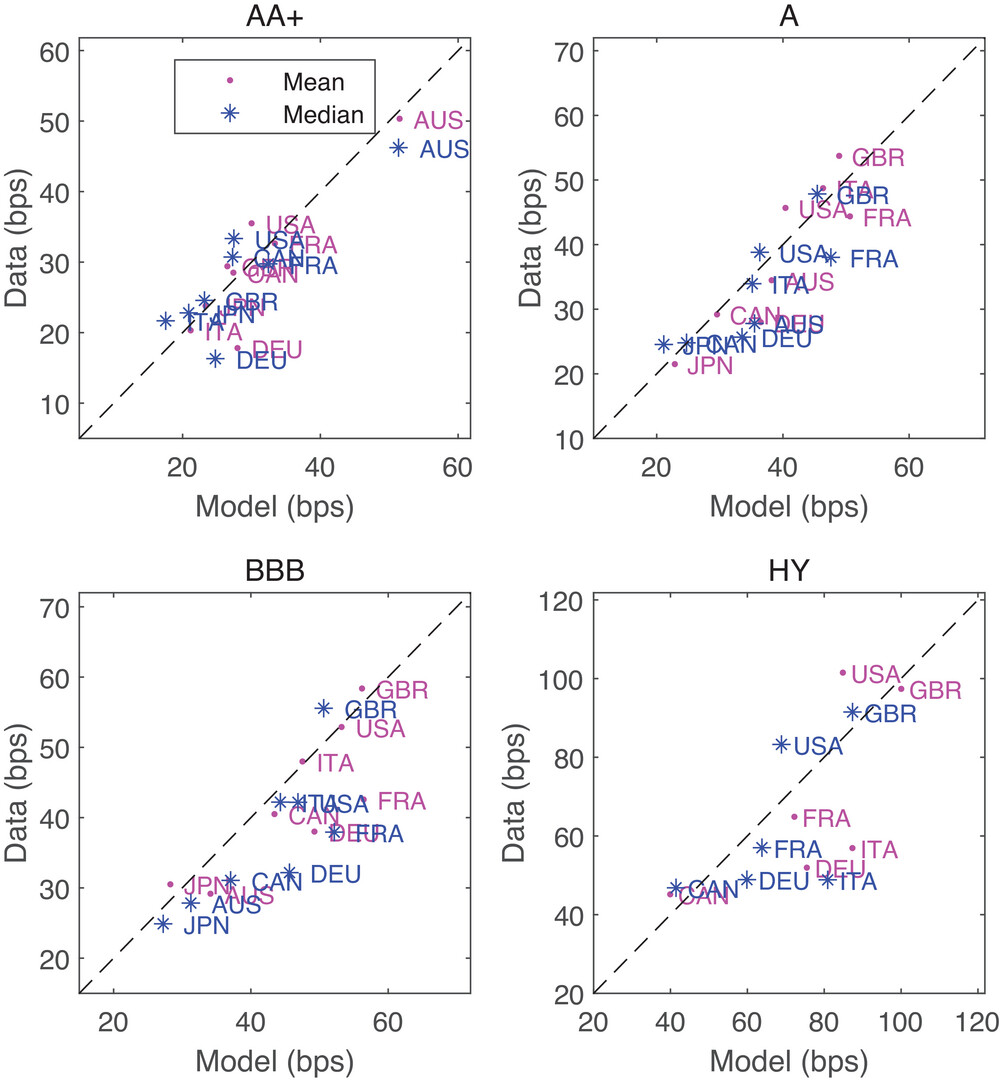 AA+
60
50
40
30
20
10
20
40
60
Data (bps)
Model (bps)
Mean
Median
AUS
AUS
USA
FRA
USA
CAN
FRA
GBR
CAN
GBR
JPN
JPN
ITA
ITA
DEU
DEU
A
70
60
50
40
30
20
10
20
40
60
Data (bps)
Model (bps)
GBR
ITA
GBR
USA
FRA
USA
FRA
AUS
ITA
CAN
DEU
AUS
DEU
JPN
CAN
JPN
BBB
70
60
50
40
30
20
20
40
60
Data (bps)
Model (bps)
GBR
GBR
USA
ITA
FRA
ITA
USA
CAN
DEU
FRA
DEU
CAN
JPN
AUS
AUS
JPN
HY
120
100
80
60
40
20
20
40
60
80
100
120
Data (bps)
Model (bps)
USA
GBR
GBR
USA
FRA
FRA
ITA
DEU
DEU
ITA
CAN
CAN